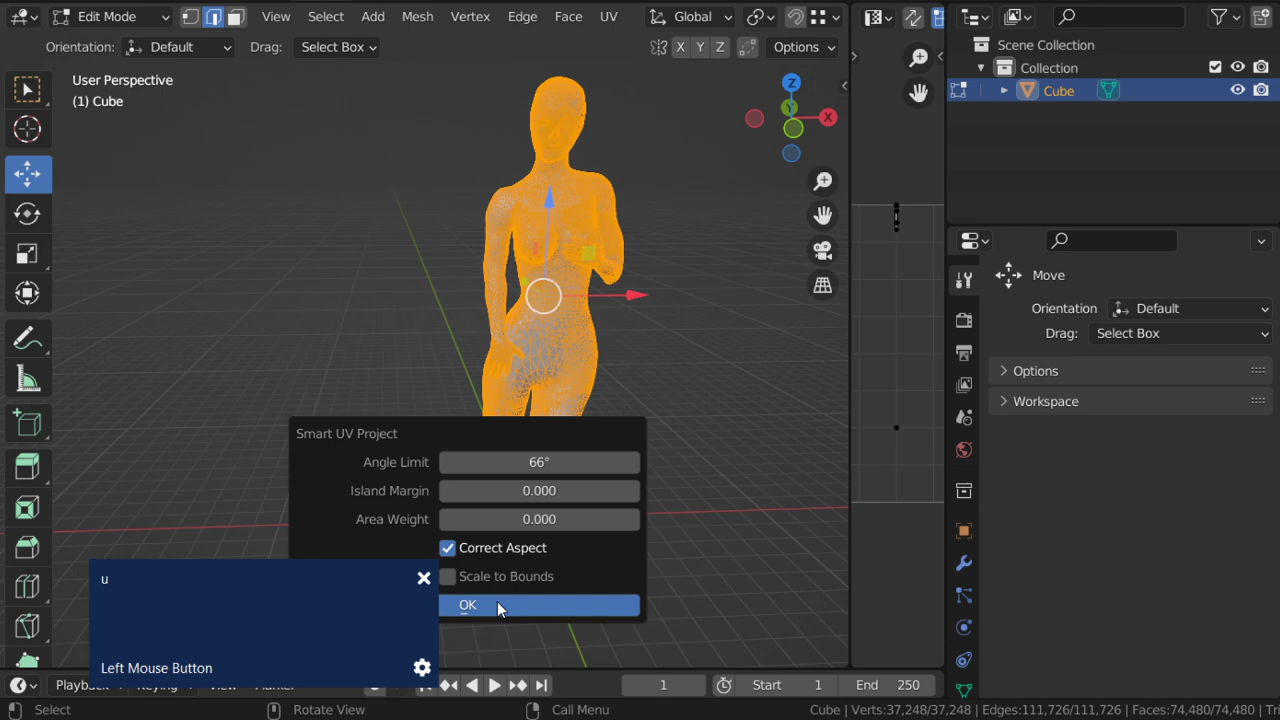 Edit Mode View Select Add Mesh Vertex Edge Face UV Global
Orientation: Default Drag: Select Box X Y Z Options
User Perspective
(1) Cube
Z
Y
X
Scene Collection
Collection
Cube
Move
Orientation Default
Drag: Select Box
Options
Workspace
Smart UV Project
Angle Limit 66°
Island Margin 0.000
Area Weight 0.000
Correct Aspect
Scale to Bounds
OK
u
Left Mouse Button
Playback Keying View Marker 1 Start 1 End 250
Select Rotate View Call Menu Cube | Verts:37,248/37,248 | Edges:111,726/111,726 | Faces:74,480/74,480 | Tri